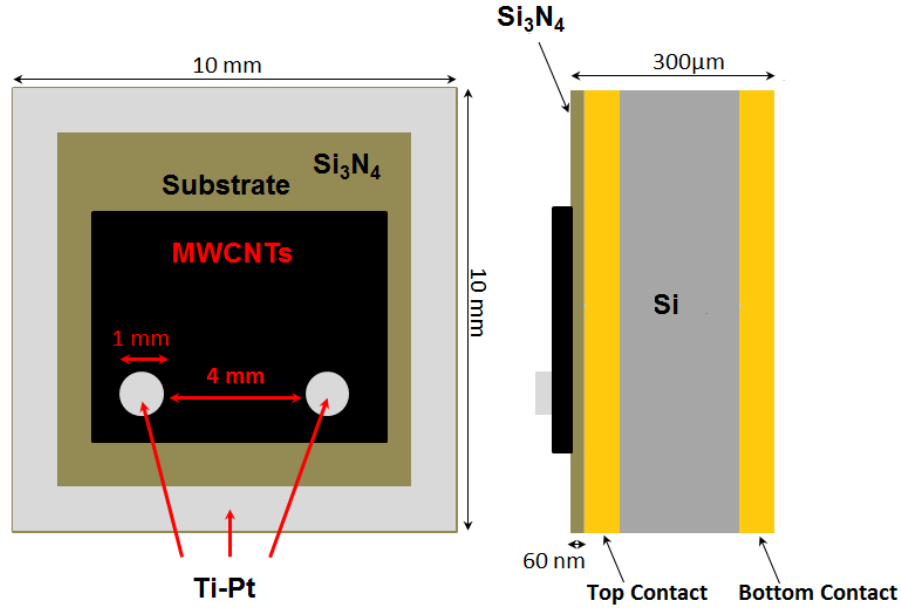 Si₃N₄
10 mm
300μm
Si₃N₄
Substrate
MWCNTs
10 mm
Si
1 mm
4 mm
60 nm
Ti-Pt
Top Contact
Bottom Contact